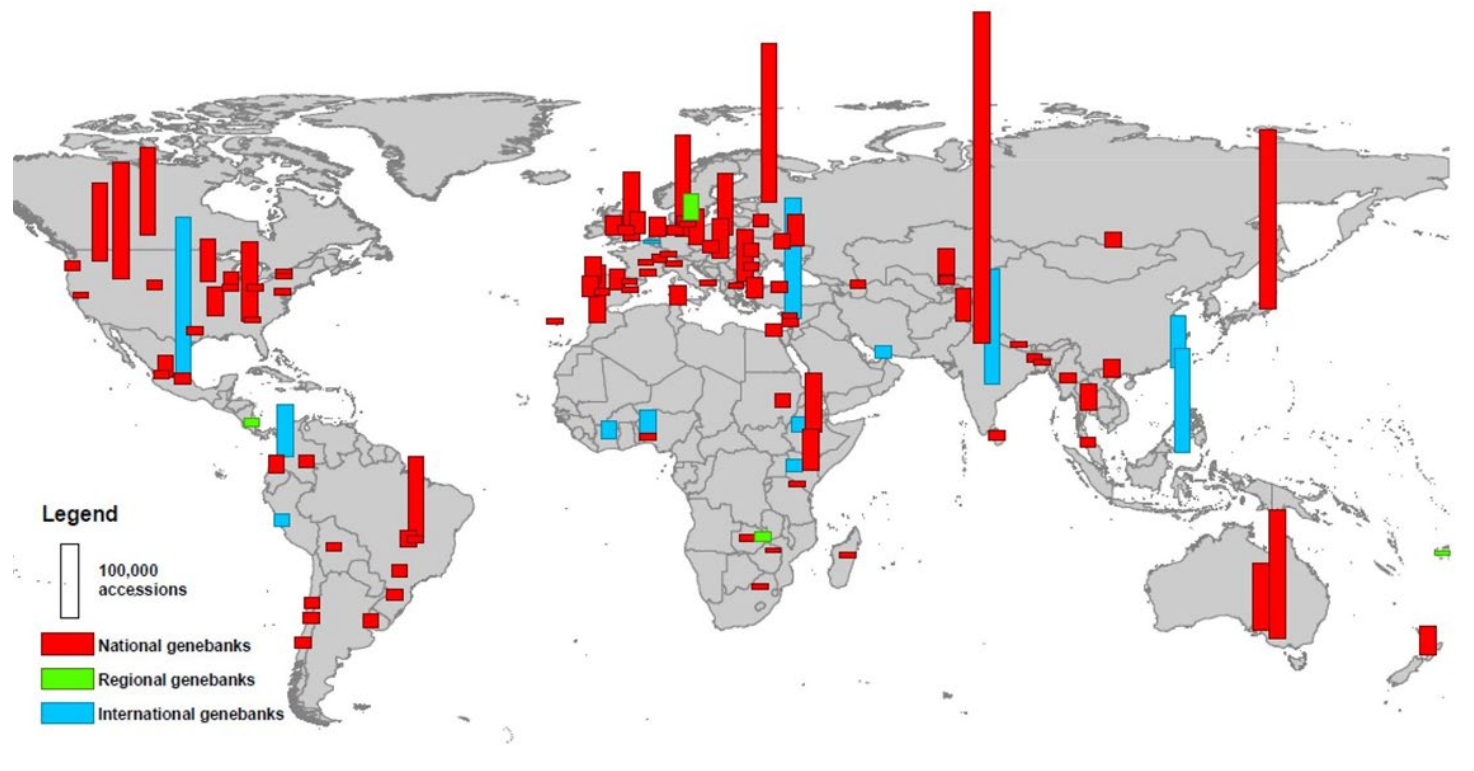 Legend
100,000
accessions
National genebanks
Regional genebanks
International genebanks